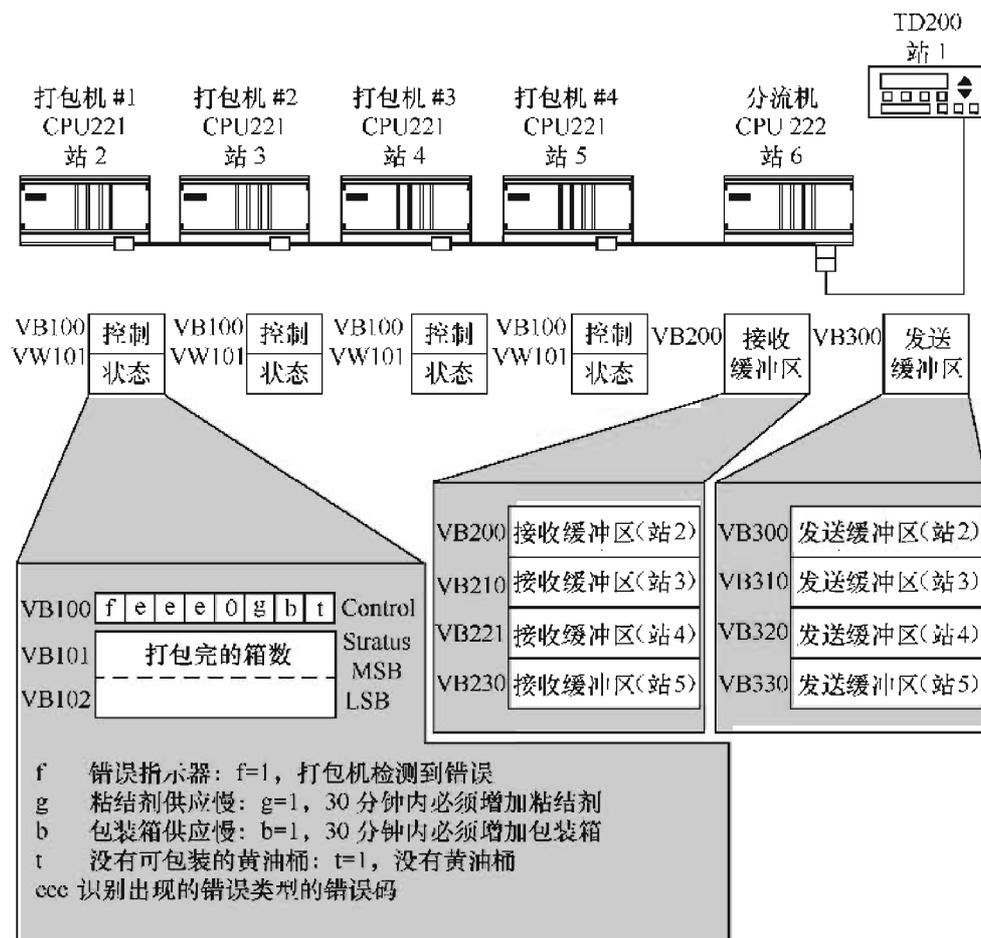 TD200
站 1
打包机 #1
CPU221
站 2
打包机 #2
CPU221
站 3
打包机 #3
CPU221
站 4
打包机 #4
CPU221
站 5
分流机
CPU 222
站 6
VB100 控制
VW101 状态
VB100 控制
VW101 状态
VB100 控制
VW101 状态
VB100 控制
VW101 状态
VB200 接收
缓冲区
VB300 发送
缓冲区
VB200 接收缓冲区(站2)
VB210 接收缓冲区(站3)
VB221 接收缓冲区(站4)
VB230 接收缓冲区(站5)
VB300 发送缓冲区(站2)
VB310 发送缓冲区(站3)
VB320 发送缓冲区(站4)
VB330 发送缓冲区(站5)
VB100 f e e e 0 g b t Control
VB101 打包完的箱数 Stratus
MSB
VB102 LSB
f 错误指示器: f=1, 打包机检测到错误
g 粘结剂供应慢: g=1, 30 分钟内必须增加粘结剂
b 包装箱供应慢: b=1, 30 分钟内必须增加包装箱
t 没有可包装的黄油桶: t=1, 没有黄油桶
eee 识别出现的错误类型的错误码